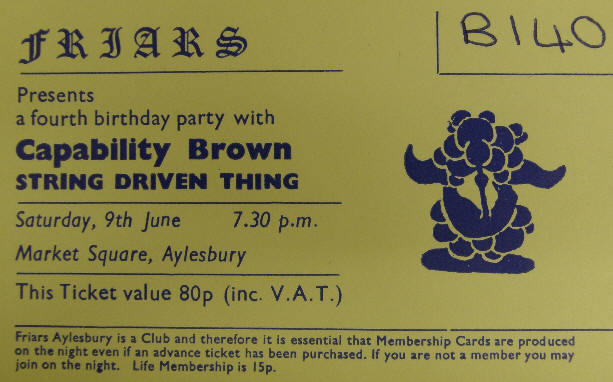 FRIARS
B140
Presents
a fourth birthday party with
Capability Brown
STRING DRIVEN THING
Saturday, 9th June 7.30 p.m.
Market Square, Aylesbury
This Ticket value 80p (inc. V.A.T.)
Friars Aylesbury is a Club and therefore it is essential that Membership Cards are produced
on the night even if an advance ticket has been purchased. If you are not a member you may
join on the night. Life Membership is 15p.